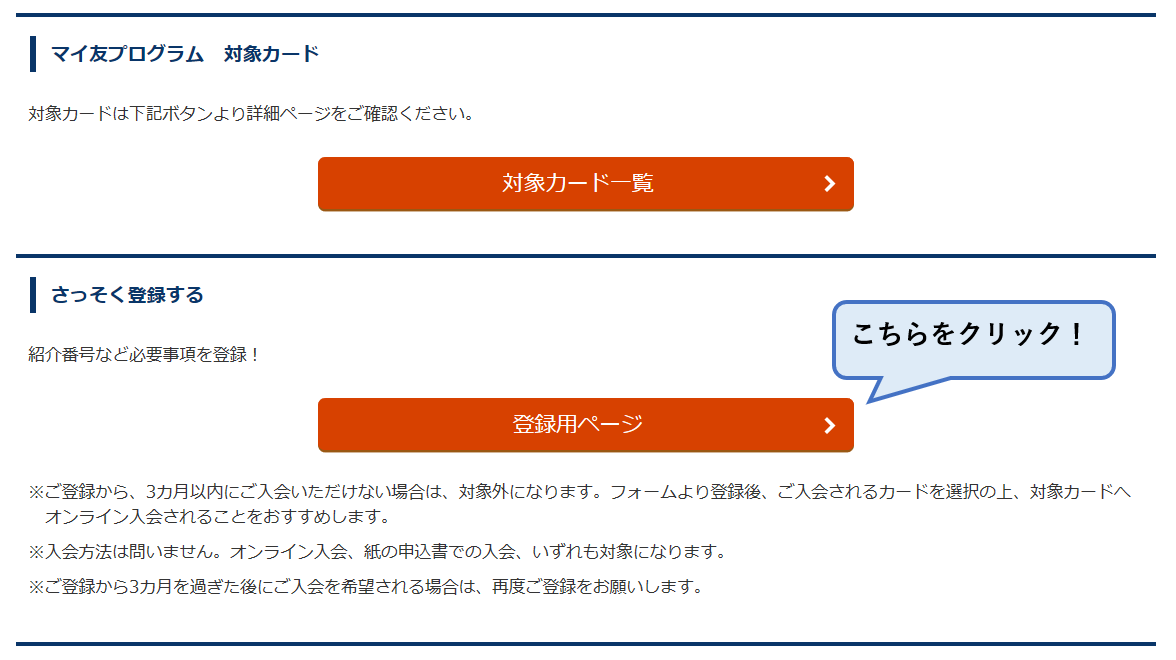 マイ友プログラム　対象カード
対象カードは下記ボタンより詳細ページをご確認ください。
対象カード一覧
さっそく登録する
こちらをクリック！
紹介番号など必要事項を登録！
登録用ページ
※ご登録から、3カ月以内にご入会いただけない場合は、対象外になります。フォームより登録後、ご入会されるカードを選択の上、対象カードへ
オンライン入会されることをおすすめします。
※入会方法は問いません。オンライン入会、紙の申込書での入会、いずれも対象になります。
※ご登録から3カ月を過ぎた後にご入会を希望される場合は、再度ご登録をお願いします。